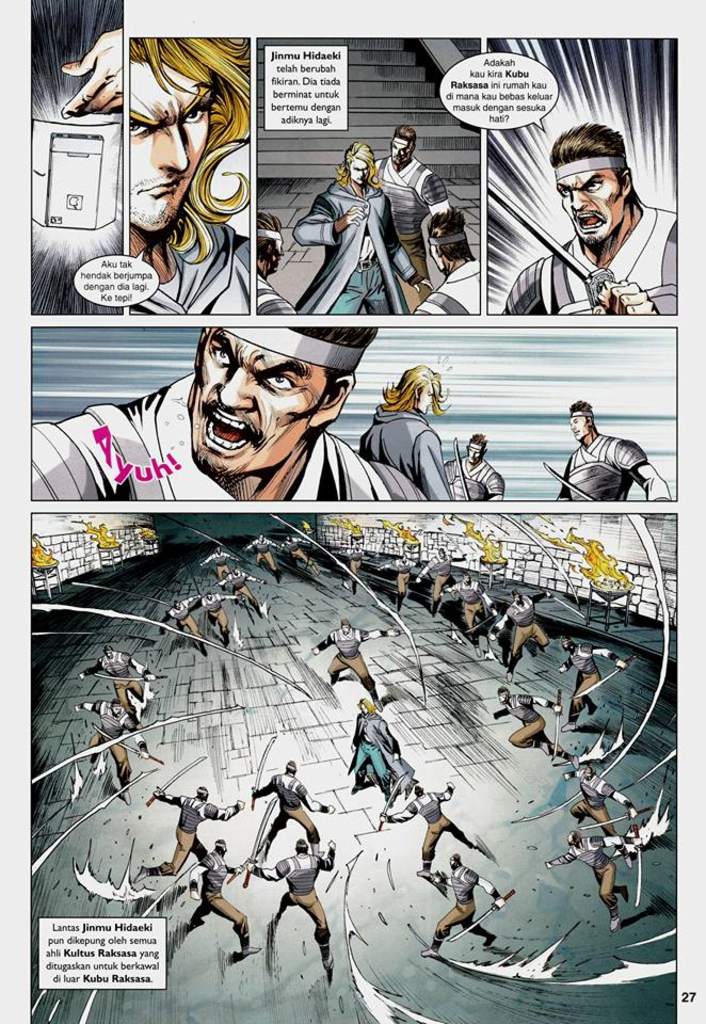 Aku tak
hendak berjumpa
dengan dia lagi.
Ke tepi!
Jinmu Hidaeki
telah berubah
fikiran. Dia tiada
berminat untuk
bertemu dengan
adiknya lagi.
Adakah
kau kira Kubu
Raksasa ini rumah kau
di mana kau bebas keluar
masuk dengan sesuka
hati?
Ayuh!
Lantas Jinmu Hidaeki
pun dikepung oleh semua
ahli Kultus Raksasa yang
ditugaskan untuk berkawal
di luar Kubu Raksasa.
27